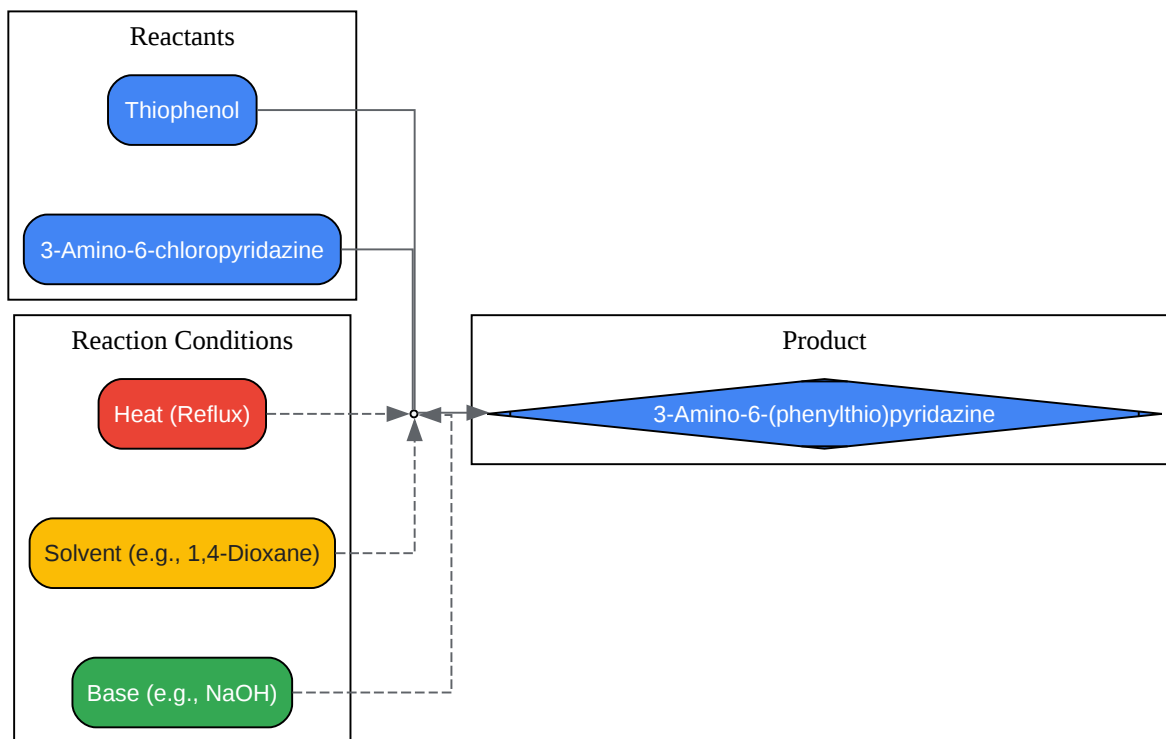 Reactants
Thiophenol
3-Amino-6-chloropyridazine
Reaction Conditions
Heat (Reflux)
Solvent (e.g., 1,4-Dioxane)
Base (e.g., NaOH)
Product
3-Amino-6-(phenylthio)pyridazine